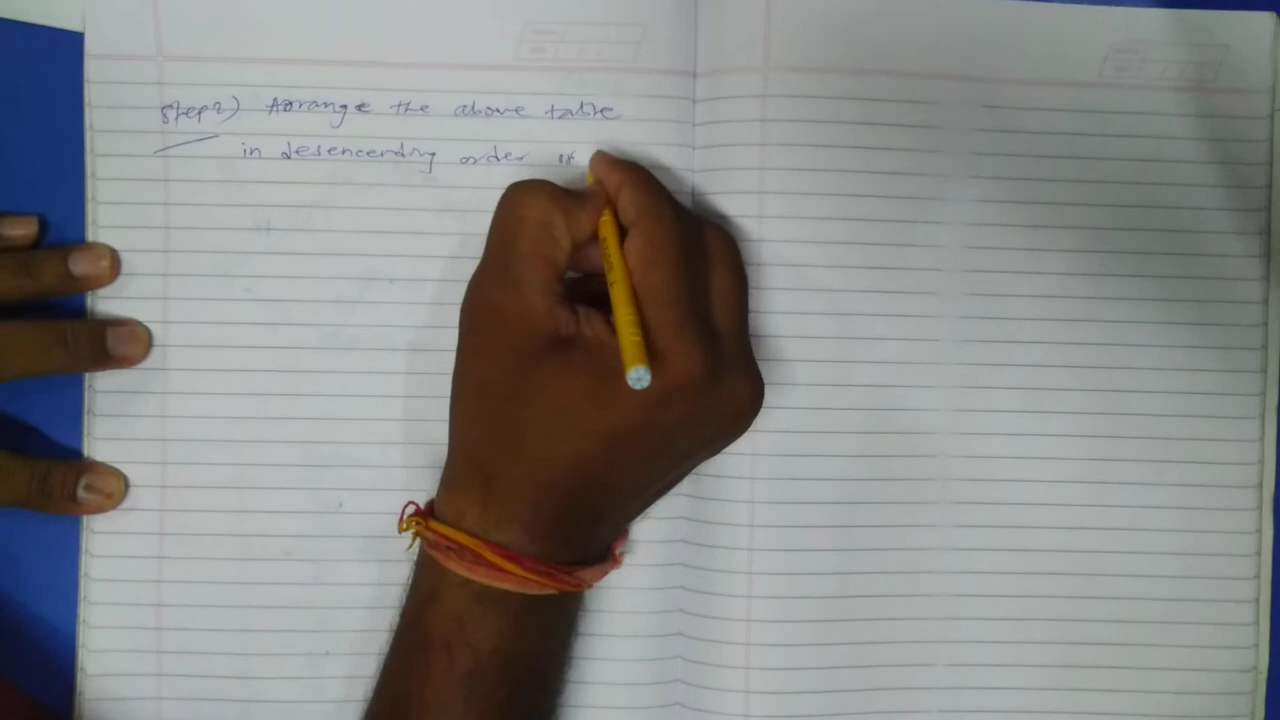 Step2) Arrange the above table
in desencending order of